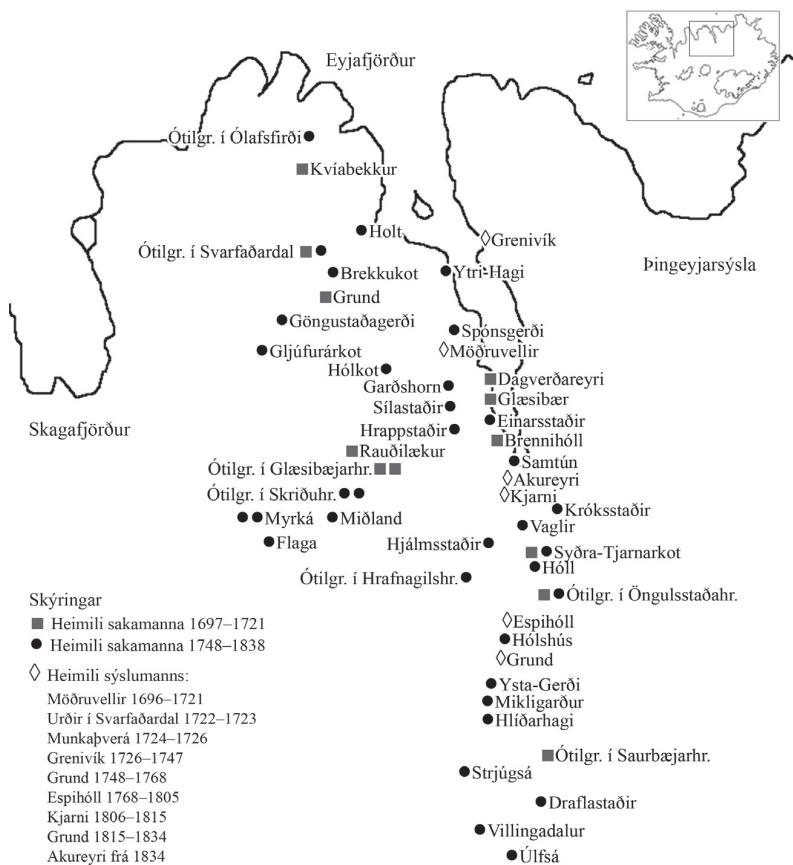 Eyjafjörður
Ótilgr. í Ólafsfirði
Kvíabekkur
Holt
Grenivík
Ótilgr. í Svarfaðardal
Brekkukot
Ytri-Hagi
Þingeyjarsýsla
Grund
Göngustaðagerði
Spónsgerði
Gljúfurárkot
Möðruvellir
Hólkot
Dagverðareyri
Garðshorn
Glæsibær
Sílastaðir
Einarsstaðir
Skagafjörður
Hrappstaðir
Brennihóll
Rauðilækur
Samtún
Ótilgr. í Glæsibæjarhr.
Akureyri
Ótilgr. í Skriðuhr.
Kjarni
Króksstaðir
Myrká
Miðland
Vaglir
Flaga
Hjálmsstaðir
Syðra-Tjarnarkot
Hóll
Ótilgr. í Hrafnagilshr.
Ótilgr. í Öngulsstaðahr.
Espihóll
Hólshús
Grund
Ysta-Gerði
Mikligarður
Hlíðarhagi
Ótilgr. í Saurbæjarhr.
Strjúgsá
Draflastaðir
Villingadalur
Úlfsá
Skýringar
Heimili sakamanna 1697–1721
Heimili sakamanna 1748–1838
Heimili sýslumanns:
Möðruvellir 1696–1721
Urðir í Svarfaðardal 1722–1723
Munkaþverá 1724–1726
Grenivík 1726–1747
Grund 1748–1768
Espihóll 1768–1805
Kjarni 1806–1815
Grund 1815–1834
Akureyri frá 1834